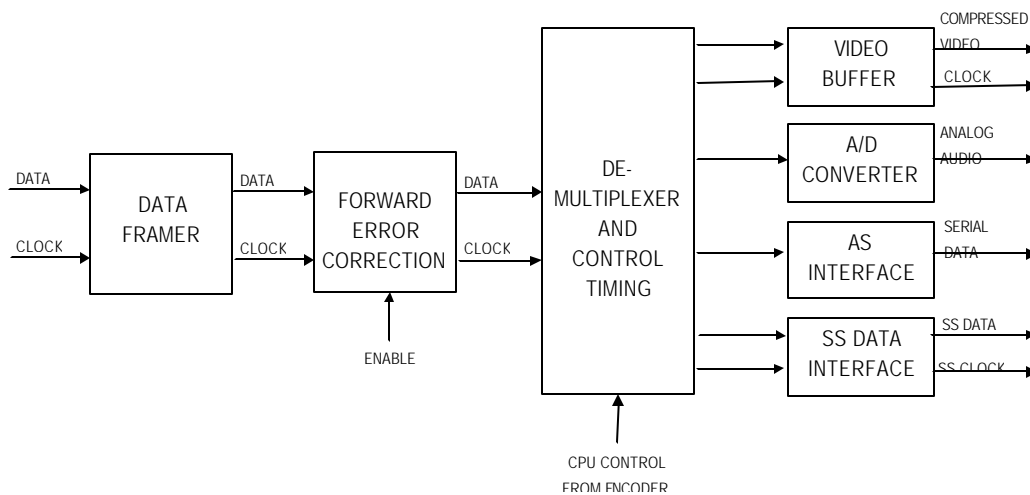 DATA
CLOCK
DATA
FRAMER
DATA
CLOCK
FORWARD
ERROR
CORRECTION
ENABLE
DATA
CLOCK
DE-
MULTIPLEXER
AND
CONTROL
TIMING
CPU CONTROL
FROM ENCODER
VIDEO
BUFFER
COMPRESSED
VIDEO
CLOCK
A/D
CONVERTER
ANALOG
AUDIO
AS
INTERFACE
SERIAL
DATA
SS DATA
INTERFACE
SS DATA
SS CLOCK